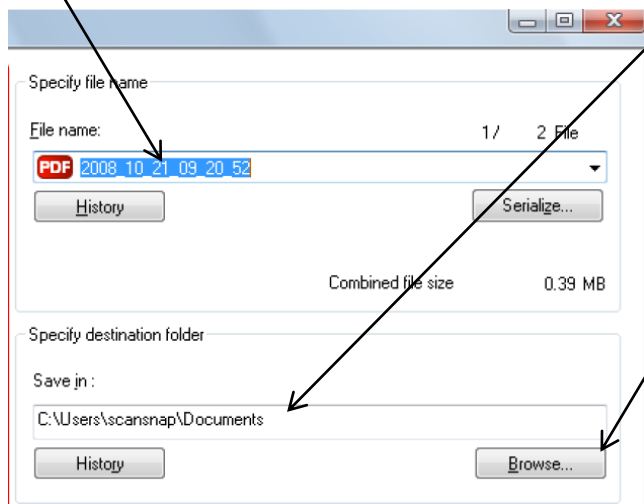 Specify file name
File name: 1 / 2 File
PDF 2008_10_21_09_20_52
History Serialize...
Combined file size 0.39 MB
Specify destination folder
Save in :
C:\Users\scansnap\Documents
History Browse...